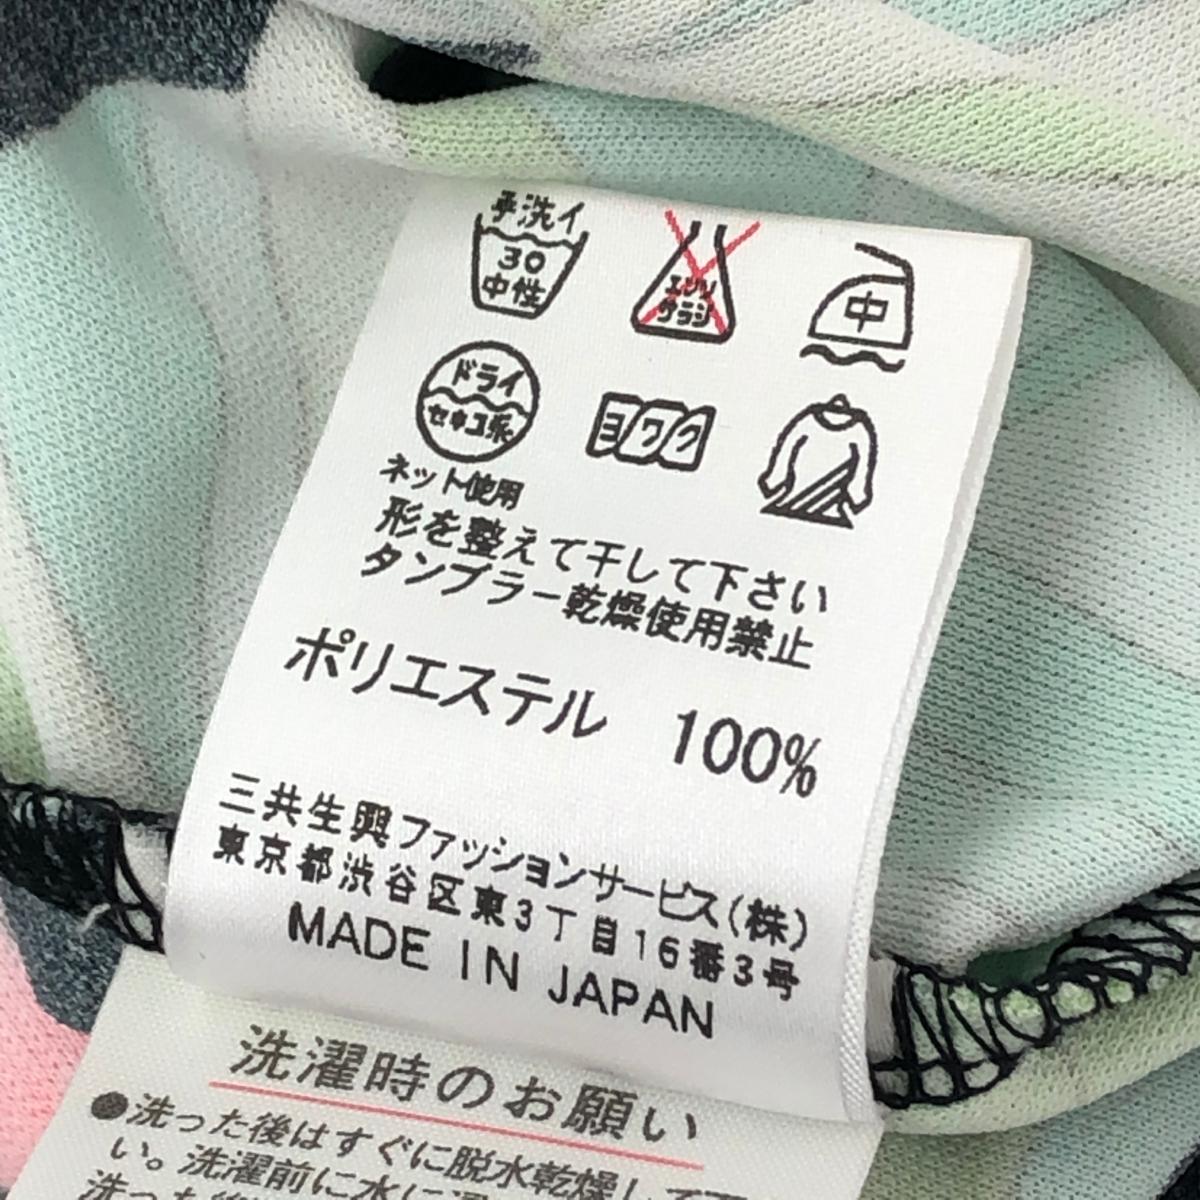 手洗イ
30
中性
エンソ
サラシ
中
ドライ
セキユ系
ヨワク
ネット使用
形を整えて干して下さい
タンブラー乾燥使用禁止
ポリエステル 100%
三共生興ファッションサービス(株)
東京都渋谷区東3丁目16番3号
MADE IN JAPAN
洗濯時のお願い
●洗った後はすぐに脱水乾燥して下
い。洗濯前に水に
洗った後